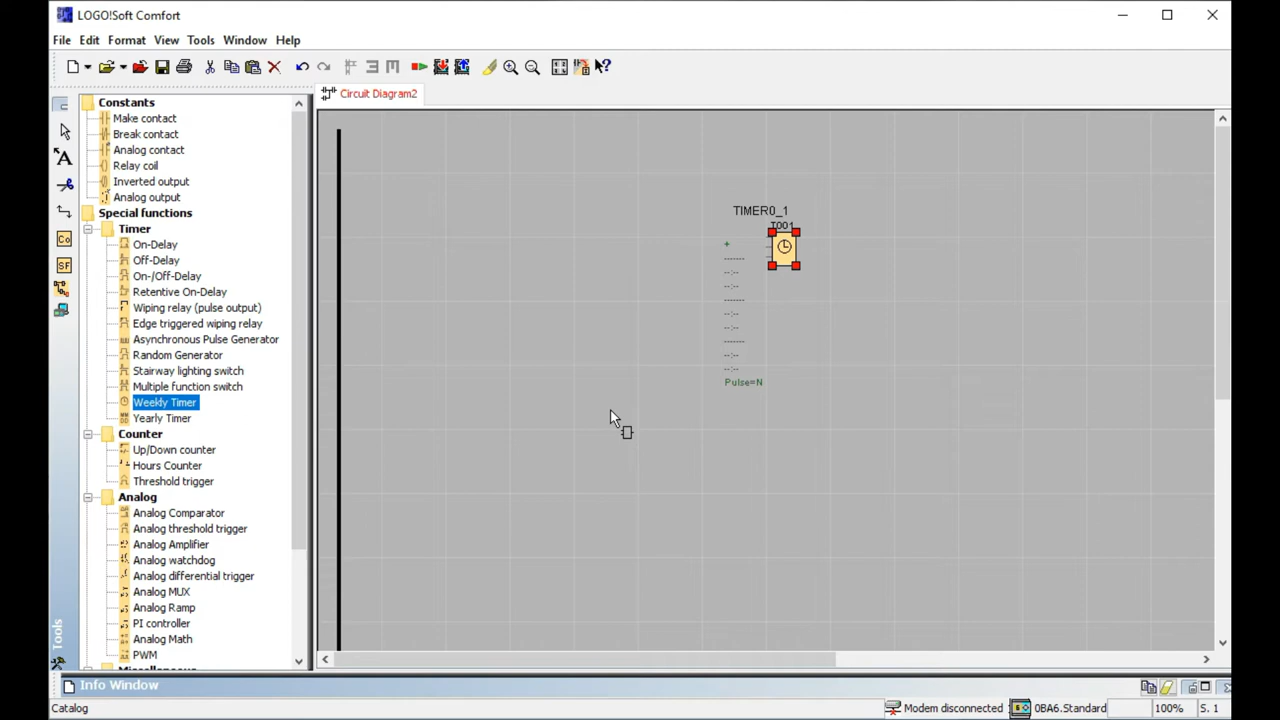 LOGO!Soft Comfort
File Edit Format View Tools Window Help
Circuit Diagram2
Constants
Make contact
Break contact
Analog contact
Relay coil
Inverted output
Analog output
Special functions
Timer
On-Delay
Off-Delay
On-/Off-Delay
Retentive On-Delay
Wiping relay (pulse output)
Edge triggered wiping relay
Asynchronous Pulse Generator
Random Generator
Stairway lighting switch
Multiple function switch
Weekly Timer
Yearly Timer
Counter
Up/Down counter
Hours Counter
Threshold trigger
Analog
Analog Comparator
Analog threshold trigger
Analog Amplifier
Analog watchdog
Analog differential trigger
Analog MUX
Analog Ramp
PI controller
Analog Math
PWM
A
Co
SF
Tools
TIMER0_1
T001
+
-------
--:--
--:--
-------
--:--
--:--
-------
--:--
--:--
Pulse=N
Info Window
Catalog
Modem disconnected
0BA6.Standard
100%
S. 1